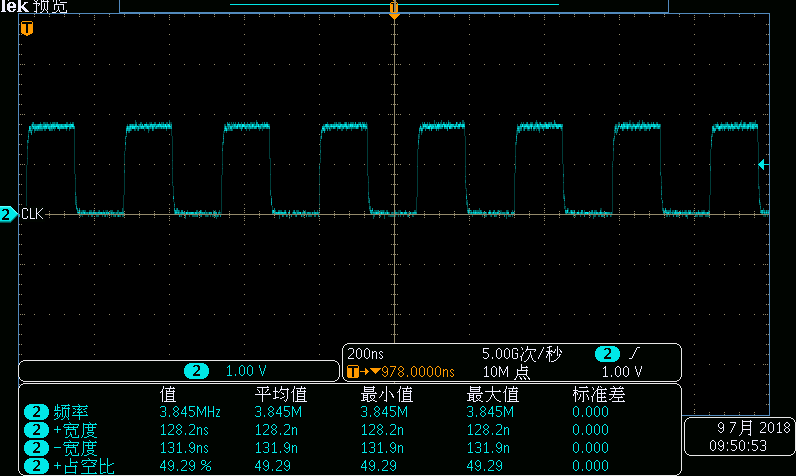 Tek 预览
T
T
2 CLK
200ns 5.00G次/秒 2
2 1.00 V
T 978.0000ns 10M 点 1.00 V
值 平均值 最小值 最大值 标准差
2 频率 3.845MHz 3.845M 3.845M 3.845M 0.000
2 +宽度 128.2ns 128.2n 128.2n 128.2n 0.000
2 -宽度 131.9ns 131.9n 131.9n 131.9n 0.000
2 +占空比 49.29 % 49.29 49.29 49.29 0.000
9 7月 2018
09:50:53